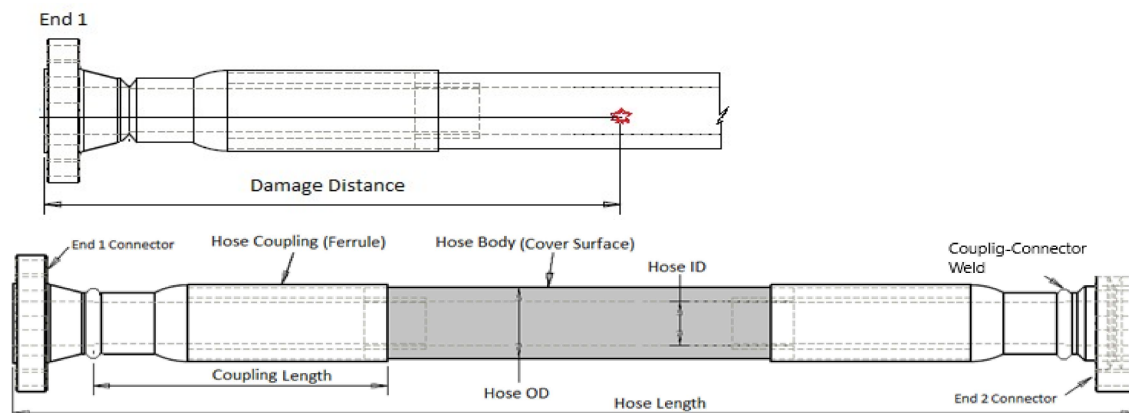 End 1
Damage Distance
End 1 Connector
Hose Coupling (Ferrule)
Hose Body (Cover Surface)
Hose ID
Couplig-Connector
Weld
Coupling Length
Hose OD
Hose Length
End 2 Connector